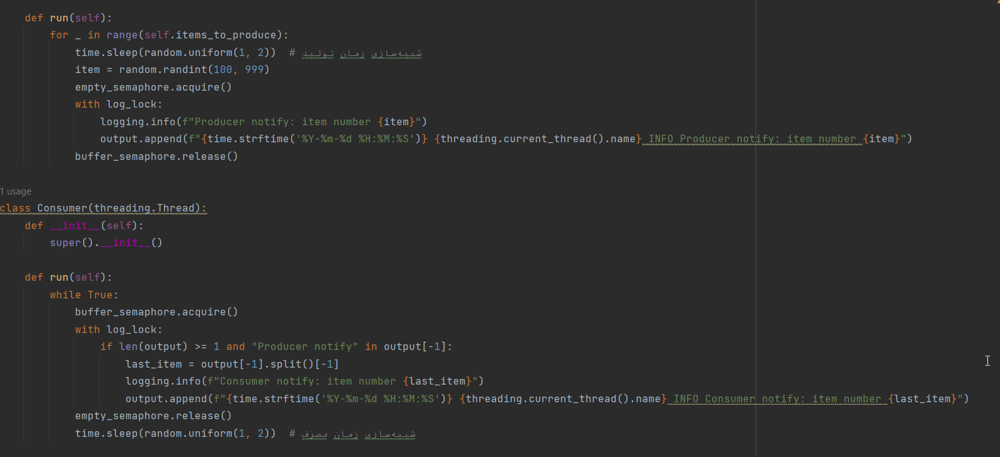 def run(self):
        for _ in range(self.items_to_produce):
            time.sleep(random.uniform(1, 2))  # شبیه‌سازی زمان تولید
            item = random.randint(100, 999)
            empty_semaphore.acquire()
            with log_lock:
                logging.info(f"Producer notify: item number {item}")
                output.append(f"{time.strftime('%Y-%m-%d %H:%M:%S')} {threading.current_thread().name} INFO Producer notify: item number {item}")
            buffer_semaphore.release()
1 usage
class Consumer(threading.Thread):
    def __init__(self):
        super().__init__()
    def run(self):
        while True:
            buffer_semaphore.acquire()
            with log_lock:
                if len(output) >= 1 and "Producer notify" in output[-1]:
                    last_item = output[-1].split()[-1]
                    logging.info(f"Consumer notify: item number {last_item}")
                    output.append(f"{time.strftime('%Y-%m-%d %H:%M:%S')} {threading.current_thread().name} INFO Consumer notify: item number {last_item}")
            empty_semaphore.release()
            time.sleep(random.uniform(1, 2))  # شبیه‌سازی زمان مصرف